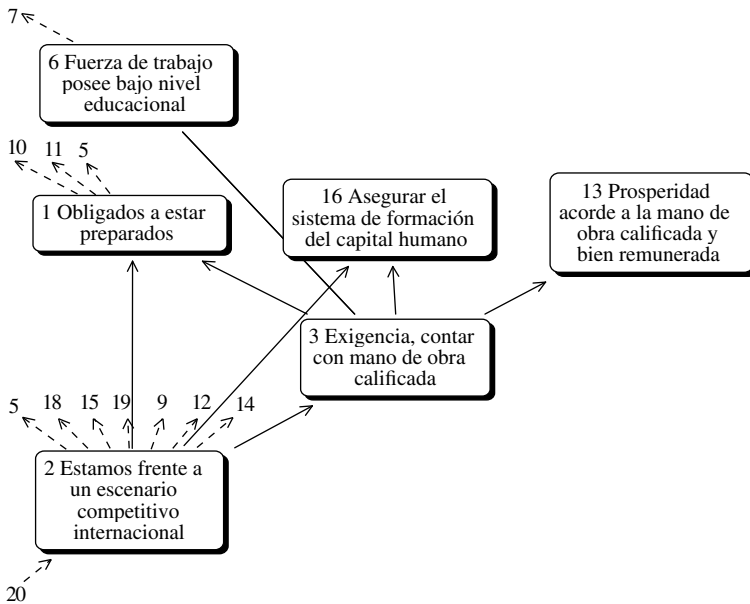 7
6 Fuerza de trabajo
posee bajo nivel
educacional
10 11 5
1 Obligados a estar
preparados
16 Asegurar el
sistema de formación
del capital humano
13 Prosperidad
acorde a la mano de
obra calificada y
bien remunerada
3 Exigencia, contar
con mano de obra
calificada
5 18 15 19 9 12 14
2 Estamos frente a
un escenario
competitivo
internacional
20